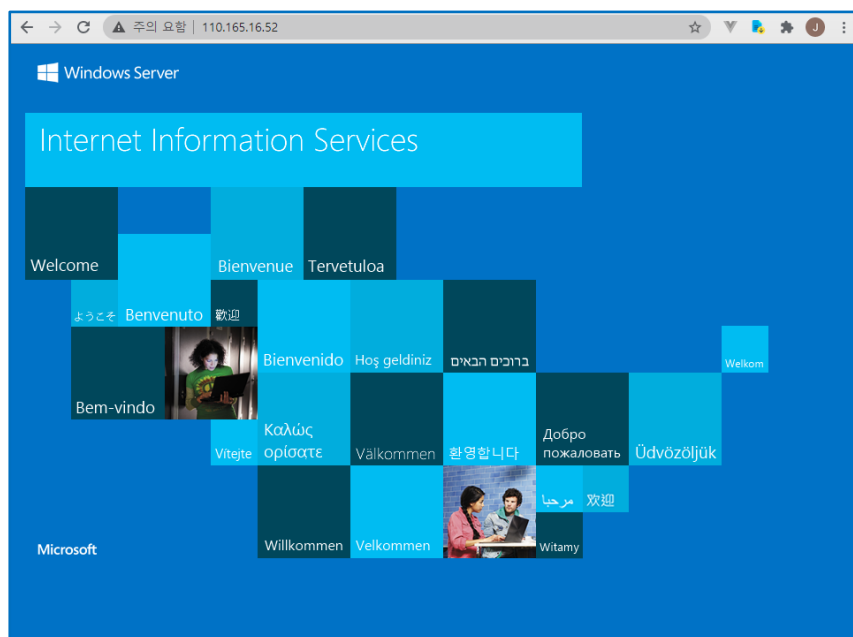 주의 요함
110.165.16.52
J
Windows Server
Internet Information Services
Welcome
Bienvenue
Tervetuloa
ようこそ
Benvenuto
歡迎
Bienvenido
Hoş geldiniz
ברוכים הבאים
Welkom
Bem-vindo
Vítejte
Καλώς
ορίσατε
Välkommen
환영합니다
Добро
пожаловать
Üdvözöljük
مرحبا
欢迎
Willkommen
Velkommen
Witamy
Microsoft